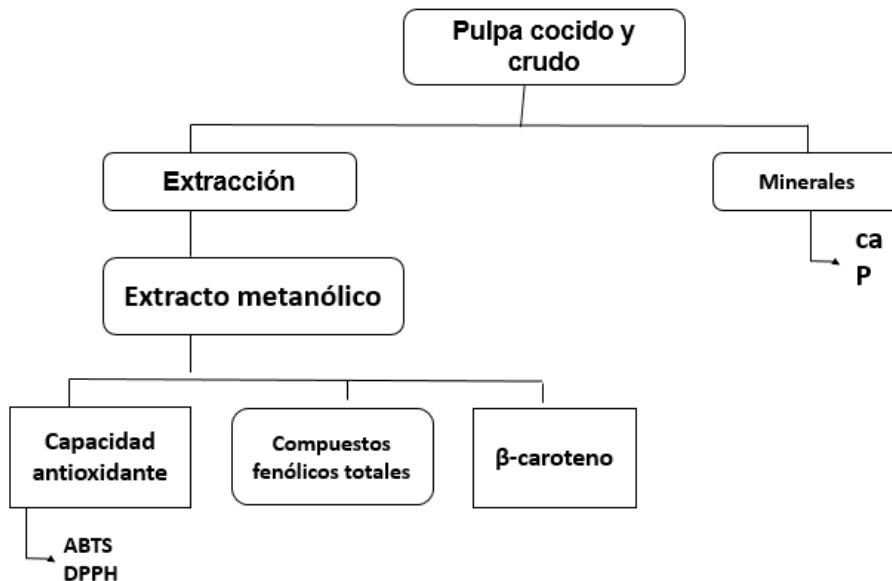 Pulpa cocido y
crudo
Extracción
Minerales
ca
P
Extracto metanólico
Capacidad
antioxidante
Compuestos
fenólicos totales
β-caroteno
ABTS
DPPH